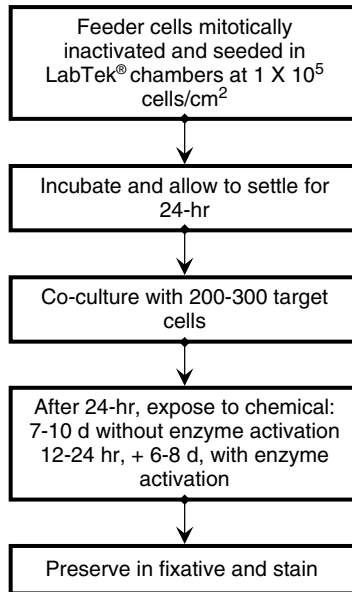 Feeder cells mitotically
inactivated and seeded in
LabTek® chambers at 1 X 10⁵
cells/cm²
Incubate and allow to settle for
24-hr
Co-culture with 200-300 target
cells
After 24-hr, expose to chemical:
7-10 d without enzyme activation
12-24 hr, + 6-8 d, with enzyme
activation
Preserve in fixative and stain